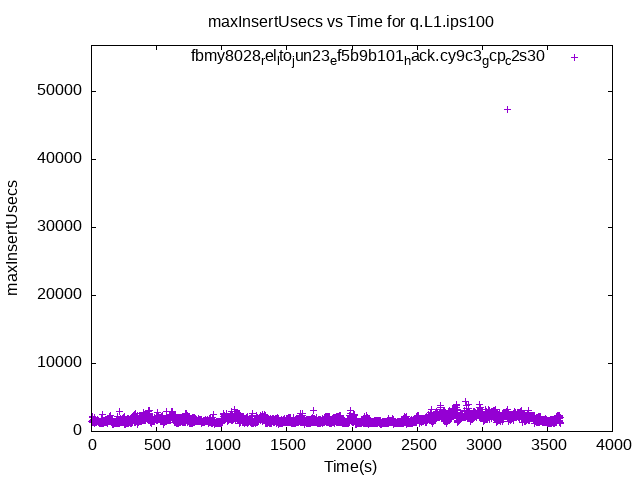 maxInsertUsecs vs Time for q.L1.ips100
fbmy8028relltojun23ef5b9b101hack.cy9c3gcpc2s30
50000
40000
30000
20000
10000
0
maxInsertUsecs
0 500 1000 1500 2000 2500 3000 3500 4000
Time(s)